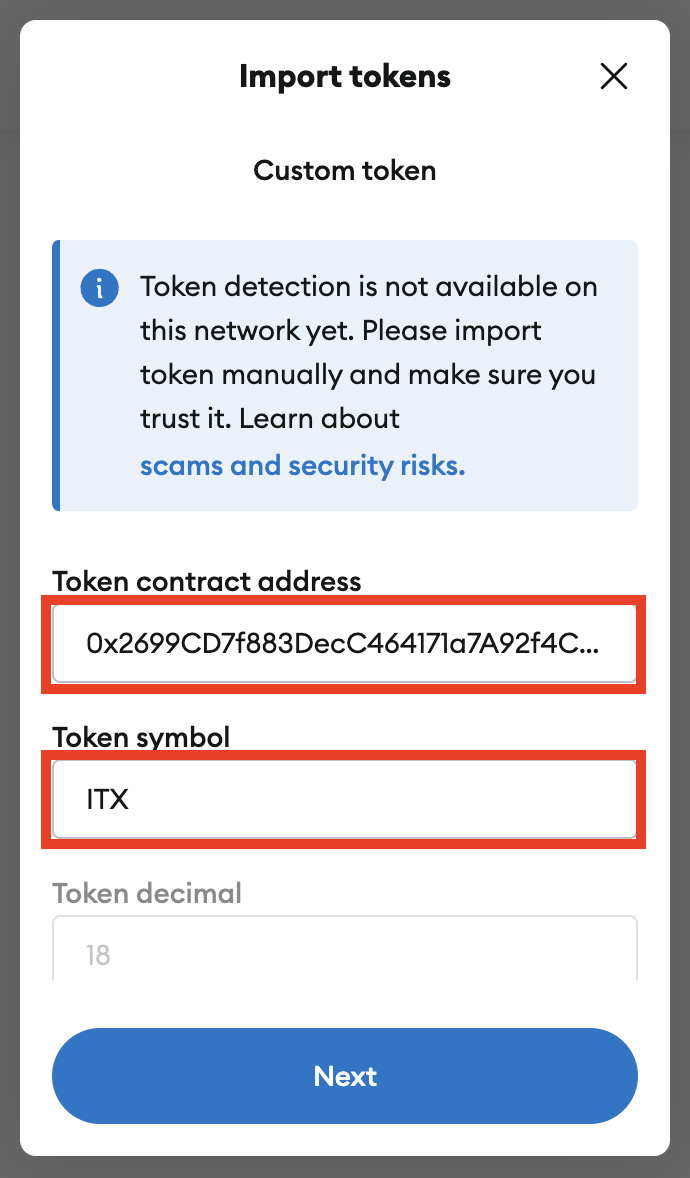 Import tokens
Custom token
Token detection is not available on
this network yet. Please import
token manually and make sure you
trust it. Learn about
scams and security risks.
Token contract address
0x2699CD7f883DecC464171a7A92f4C...
Token symbol
ITX
Token decimal
18
Next